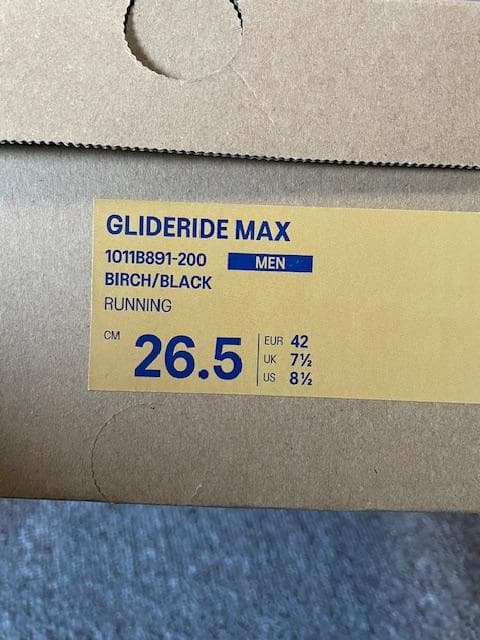 GLIDERIDE MAX
1011B891-200 MEN
BIRCH/BLACK
RUNNING
CM 26.5
EUR 42
UK 7½
US 8½